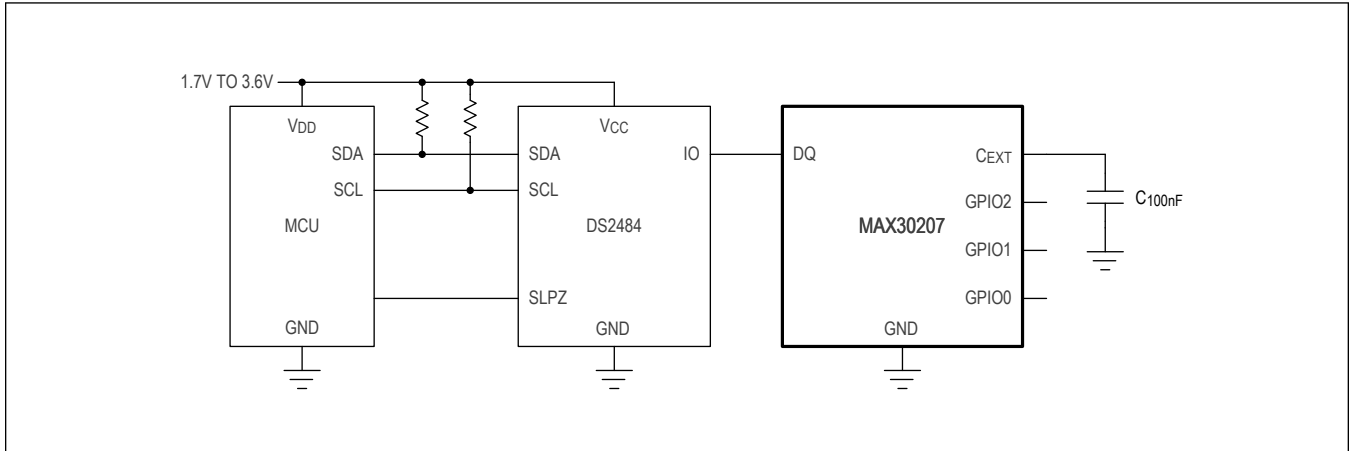 1.7V TO 3.6V
VDD
SDA
SCL
MCU
GND
VCC
SDA
SCL
IO
DS2484
SLPZ
GND
DQ
CEXT
GPIO2
MAX30207
GPIO1
GPIO0
GND
C100nF